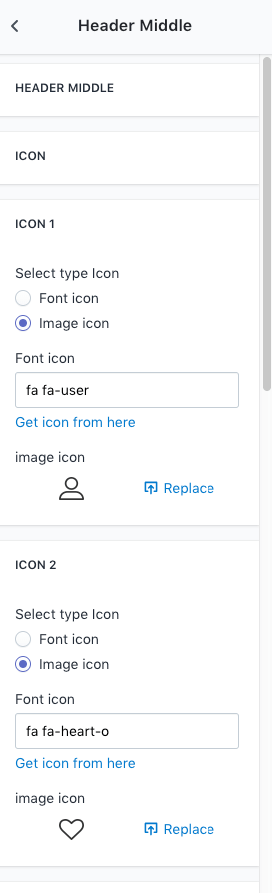 Header Middle
HEADER MIDDLE
ICON
ICON 1
Select type Icon
Font icon
Image icon
Font icon
fa fa-user
Get icon from here
image icon
Replace
ICON 2
Select type Icon
Font icon
Image icon
Font icon
fa fa-heart-o
Get icon from here
image icon
Replace